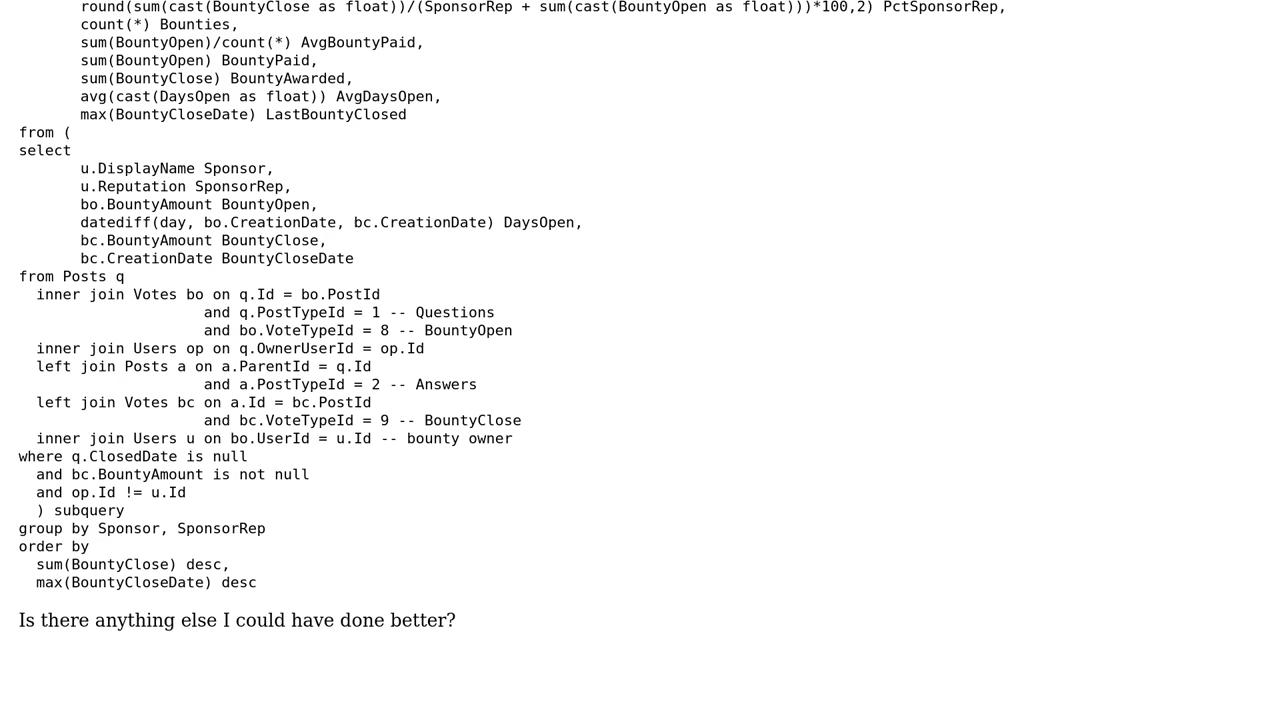 round(sum(cast(BountyClose as float))/(SponsorRep + sum(cast(BountyOpen as float)))*100,2) PctSponsorRep,
count(*) Bounties,
sum(BountyOpen)/count(*) AvgBountyPaid,
sum(BountyOpen) BountyPaid,
sum(BountyClose) BountyAwarded,
avg(cast(DaysOpen as float)) AvgDaysOpen,
max(BountyCloseDate) LastBountyClosed
from (
select
u.DisplayName Sponsor,
u.Reputation SponsorRep,
bo.BountyAmount BountyOpen,
datediff(day, bo.CreationDate, bc.CreationDate) DaysOpen,
bc.BountyAmount BountyClose,
bc.CreationDate BountyCloseDate
from Posts q
inner join Votes bo on q.Id = bo.PostId
and q.PostTypeId = 1 -- Questions
and bo.VoteTypeId = 8 -- BountyOpen
inner join Users op on q.OwnerUserId = op.Id
left join Posts a on a.ParentId = q.Id
and a.PostTypeId = 2 -- Answers
left join Votes bc on a.Id = bc.PostId
and bc.VoteTypeId = 9 -- BountyClose
inner join Users u on bo.UserId = u.Id -- bounty owner
where q.ClosedDate is null
and bc.BountyAmount is not null
and op.Id != u.Id
) subquery
group by Sponsor, SponsorRep
order by
sum(BountyClose) desc,
max(BountyCloseDate) desc
Is there anything else I could have done better?